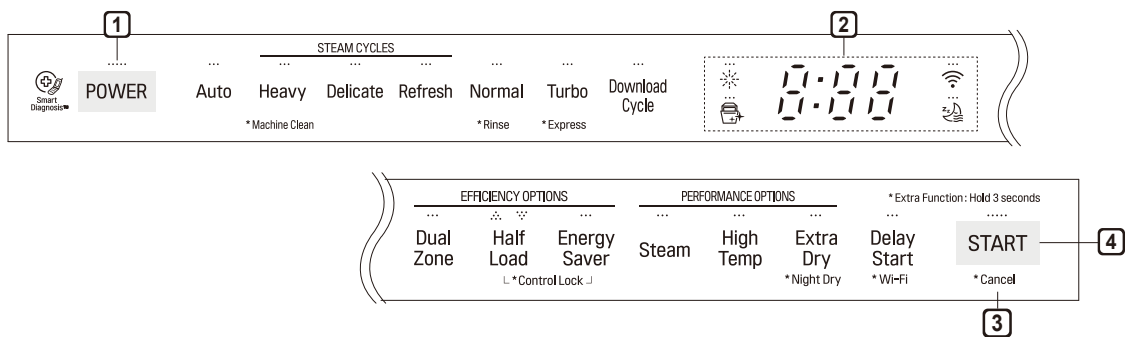 1
2
STEAM CYCLES
Smart
Diagnosis™
POWER
Auto
Heavy
Delicate
Refresh
Normal
Turbo
Download
Cycle
8:88
*Machine Clean
*Rinse
*Express
EFFICIENCY OPTIONS
PERFORMANCE OPTIONS
*Extra Function: Hold 3 seconds
Dual
Zone
Half
Load
Energy
Saver
Steam
High
Temp
Extra
Dry
Delay
Start
START
4
└ *Control Lock ┘
*Night Dry
*Wi-Fi
*Cancel
3